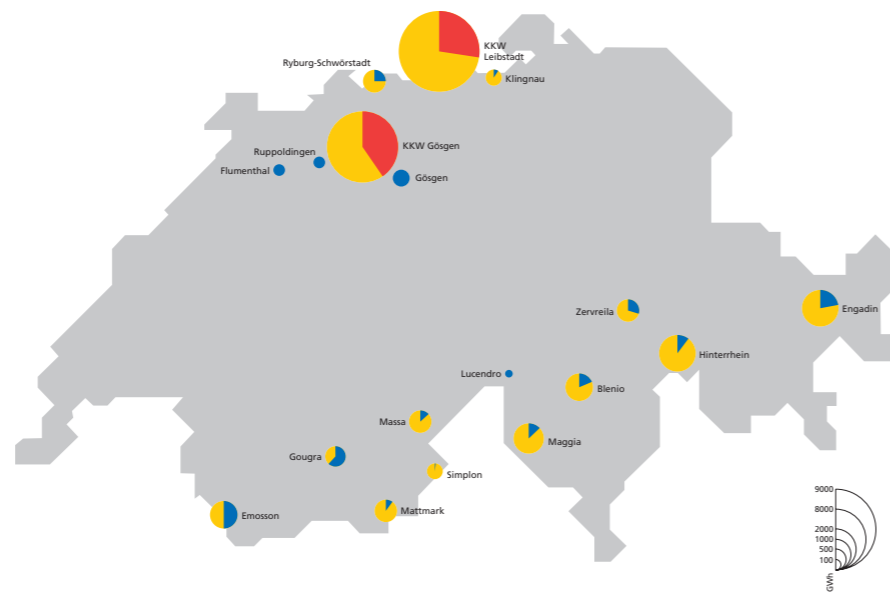 KKW
Leibstadt
Ryburg-Schwörstadt
Klingnau
KKW Gösgen
Ruppoldingen
Flumenthal
Gösgen
Zervreila
Engadin
Hinterrhein
Lucendro
Blenio
Massa
Maggia
Gougra
Simplon
Emosson
Mattmark
9000
8000
2000
1000
500
100
GWh